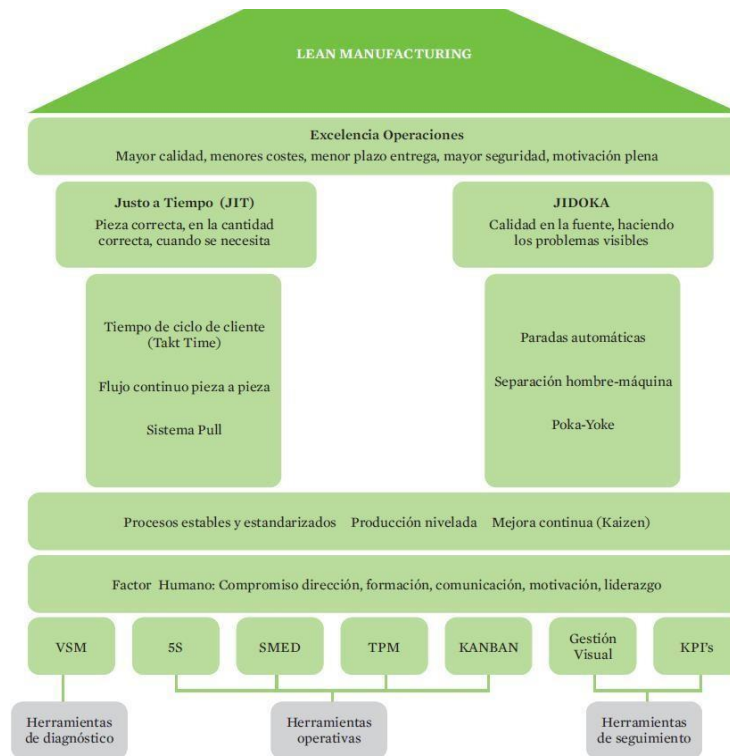 LEAN MANUFACTURING
Excelencia Operaciones
Mayor calidad, menores costes, menor plazo entrega, mayor seguridad, motivación plena
Justo a Tiempo (JIT)
Pieza correcta, en la cantidad
correcta, cuando se necesita
JIDOKA
Calidad en la fuente, haciendo
los problemas visibles
Tiempo de ciclo de cliente
(Takt Time)
Flujo continuo pieza a pieza
Sistema Pull
Paradas automáticas
Separación hombre-máquina
Poka-Yoke
Procesos estables y estandarizados Producción nivelada Mejora continua (Kaizen)
Factor Humano: Compromiso dirección, formación, comunicación, motivación, liderazgo
VSM
5S
SMED
TPM
KANBAN
Gestión
Visual
KPI's
Herramientas
de diagnóstico
Herramientas
operativas
Herramientas
de seguimiento